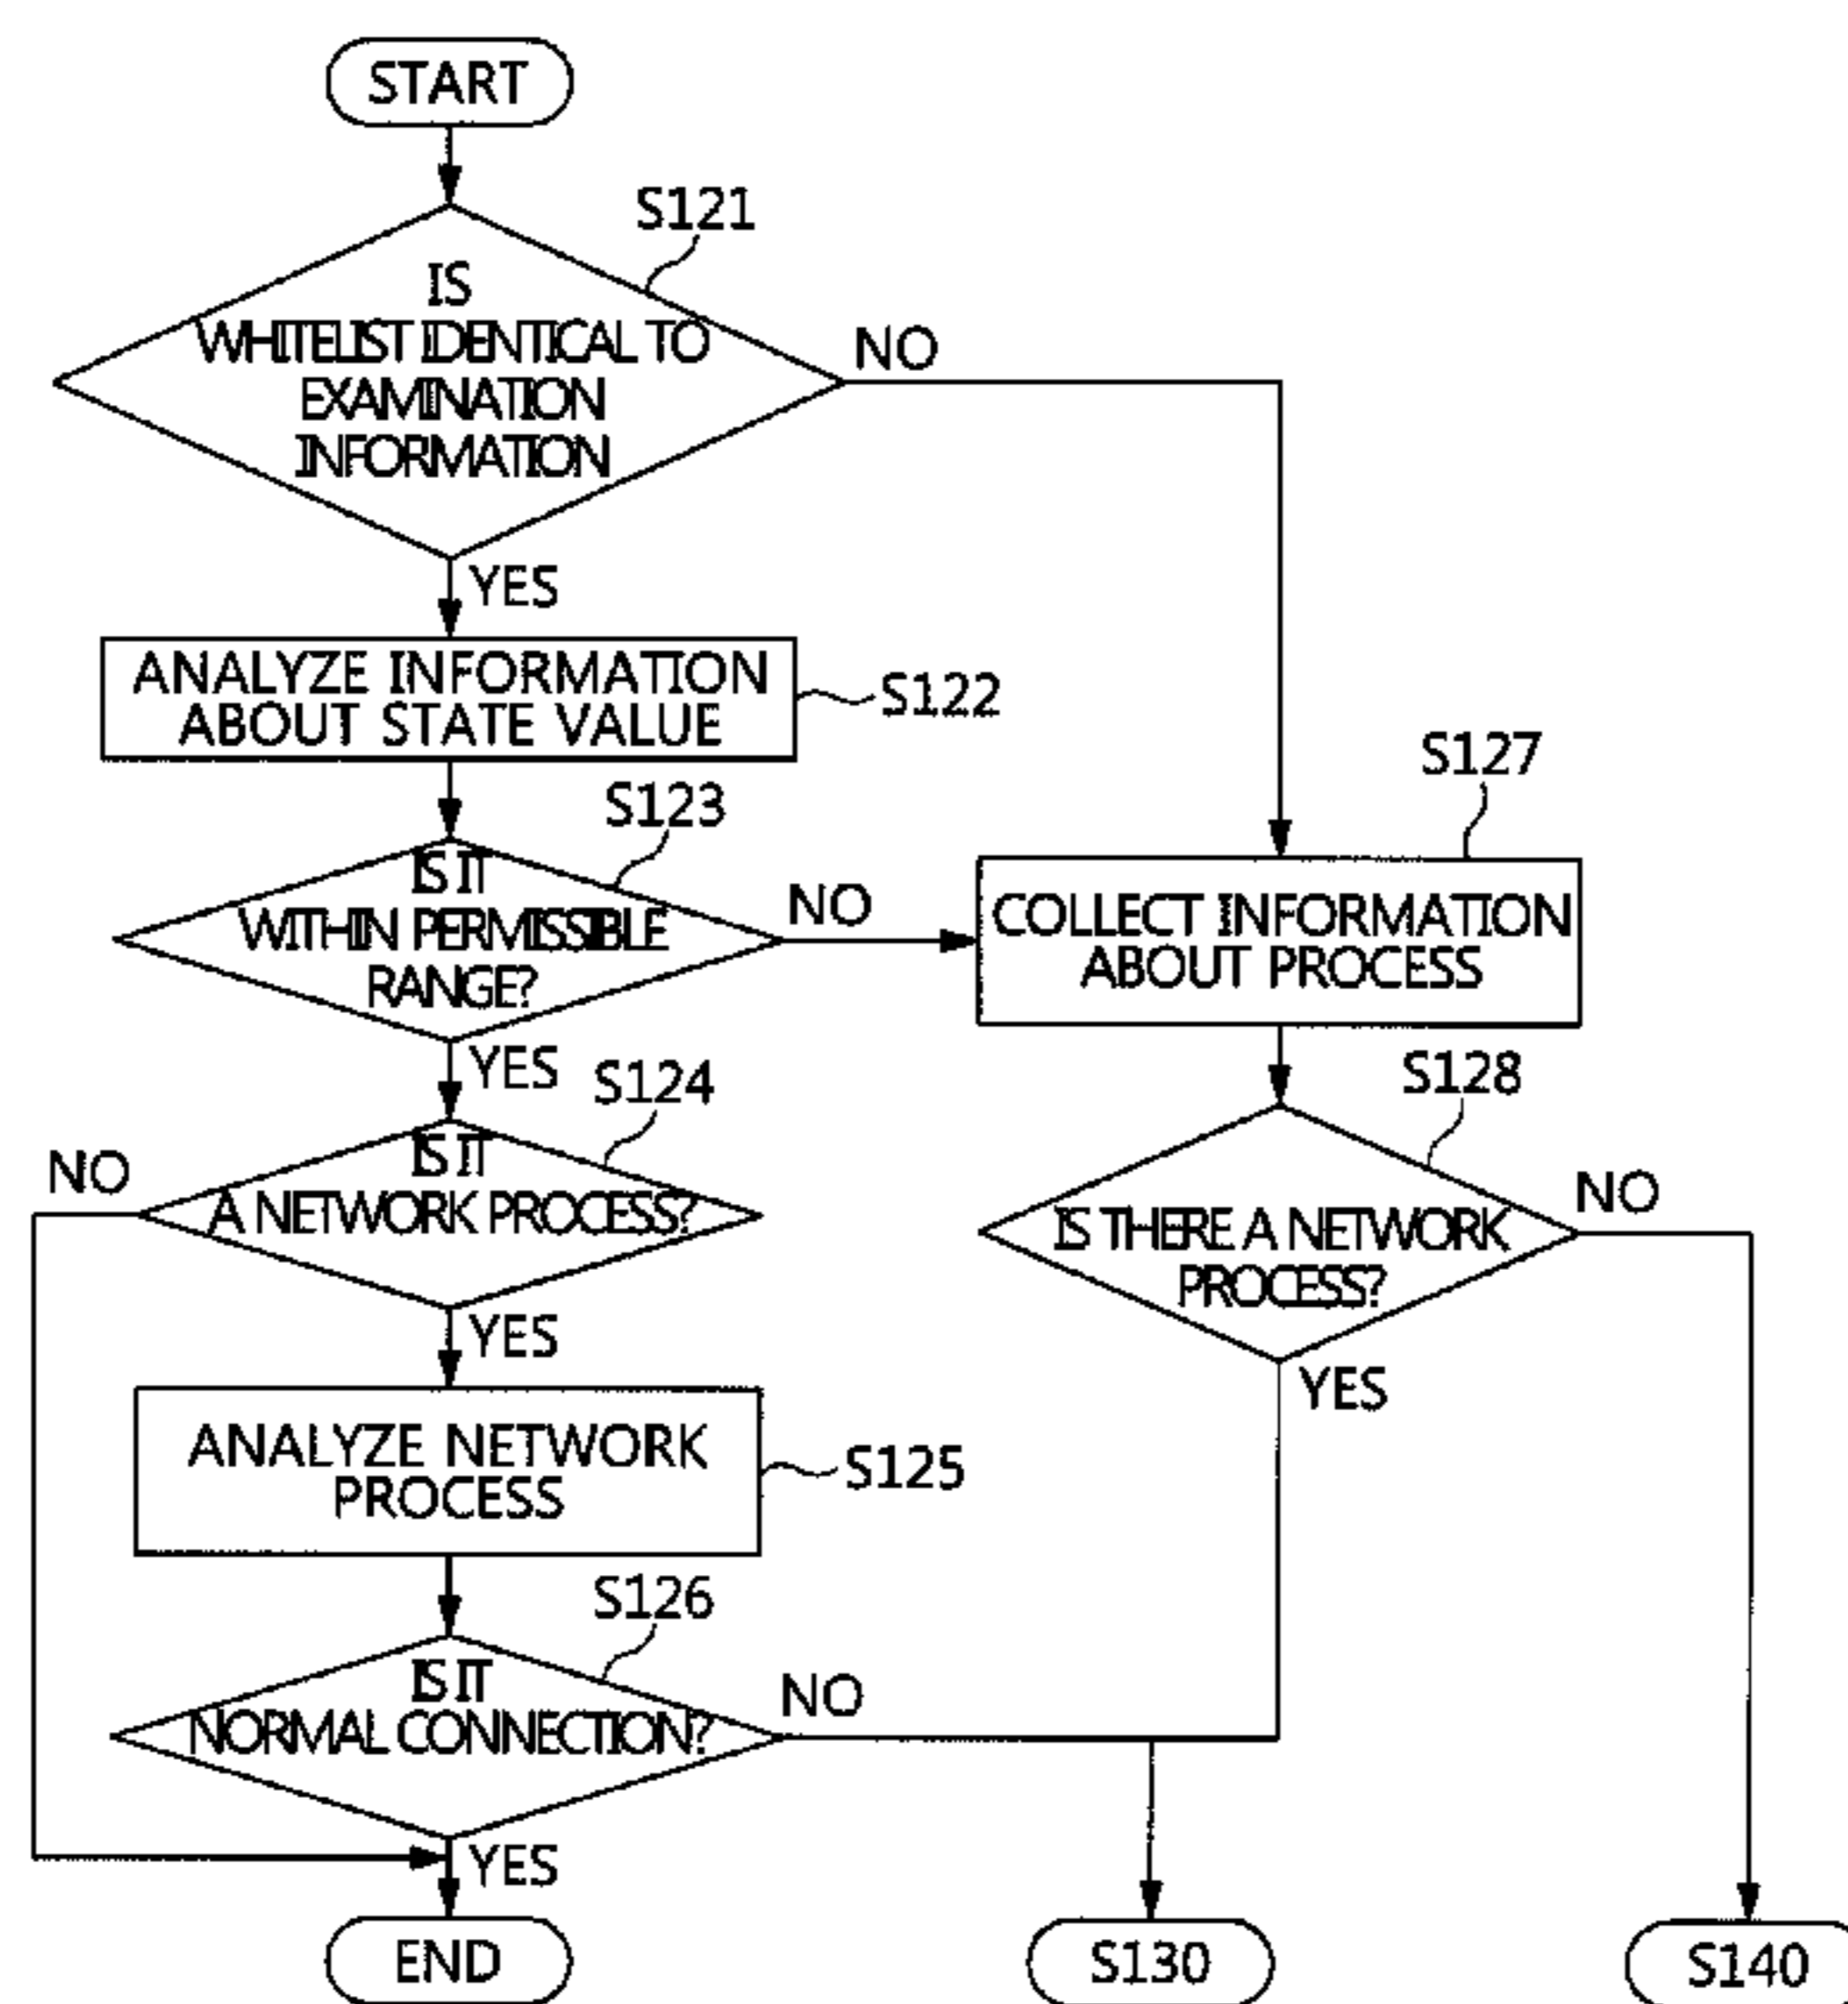 START
S121
IS
WHITELIST IDENTICAL TO
EXAMINATION
INFORMATION
NO
YES
ANALYZE INFORMATION
ABOUT STATE VALUE
S122
S123
IS IT
WITHIN PERMISSIBLE
RANGE?
NO
YES
S127
COLLECT INFORMATION
ABOUT PROCESS
S124
IS IT
A NETWORK PROCESS?
NO
YES
S128
IS THERE A NETWORK
PROCESS?
NO
YES
ANALYZE NETWORK
PROCESS
S125
S126
IS IT
NORMAL CONNECTION?
NO
YES
END
S130
S140